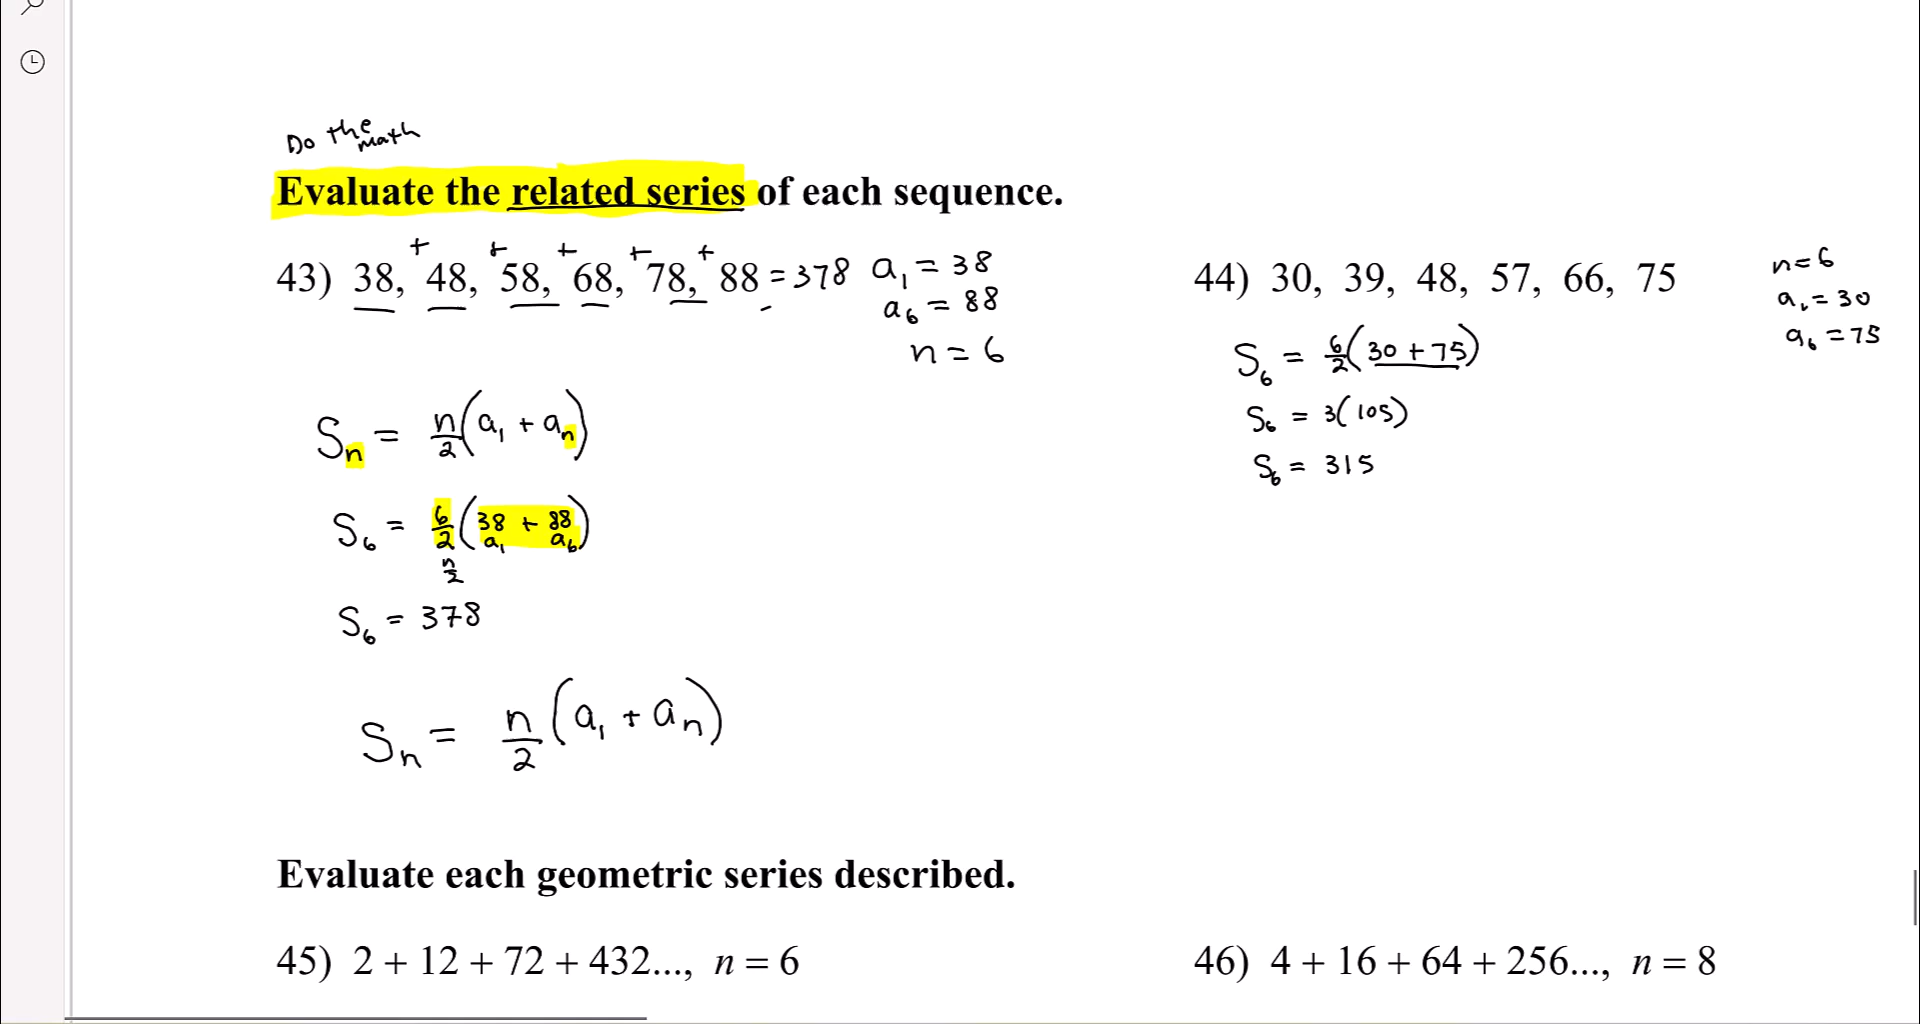 Do the math
Evaluate the related series of each sequence.
43) 38, + 48, + 58, + 68, + 78, + 88 = 378
a₁ = 38
a₆ = 88
n = 6
Sₙ = n/2 (a₁ + aₙ)
S₆ = 6/2 (38 + 88)
a₁ a₆
n/2
S₆ = 378
Sₙ = n/2 (a₁ + aₙ)
44) 30, 39, 48, 57, 66, 75
n = 6
a₁ = 30
a₆ = 75
S₆ = 6/2 (30 + 75)
S₆ = 3(105)
S₆ = 315
Evaluate each geometric series described.
45) 2 + 12 + 72 + 432..., n = 6
46) 4 + 16 + 64 + 256..., n = 8